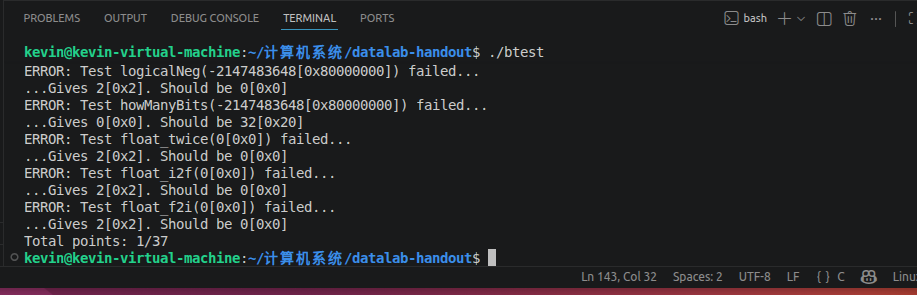 PROBLEMS OUTPUT DEBUG CONSOLE TERMINAL PORTS bash
kevin@kevin-virtual-machine:~/计算机系统/datalab-handout$ ./btest
ERROR: Test logicalNeg(-2147483648[0x80000000]) failed...
...Gives 2[0x2]. Should be 0[0x0]
ERROR: Test howManyBits(-2147483648[0x80000000]) failed...
...Gives 0[0x0]. Should be 32[0x20]
ERROR: Test float_twice(0[0x0]) failed...
...Gives 2[0x2]. Should be 0[0x0]
ERROR: Test float_i2f(0[0x0]) failed...
...Gives 2[0x2]. Should be 0[0x0]
ERROR: Test float_f2i(0[0x0]) failed...
...Gives 2[0x2]. Should be 0[0x0]
Total points: 1/37
kevin@kevin-virtual-machine:~/计算机系统/datalab-handout$
Ln 143, Col 32 Spaces: 2 UTF-8 LF {} C Linu